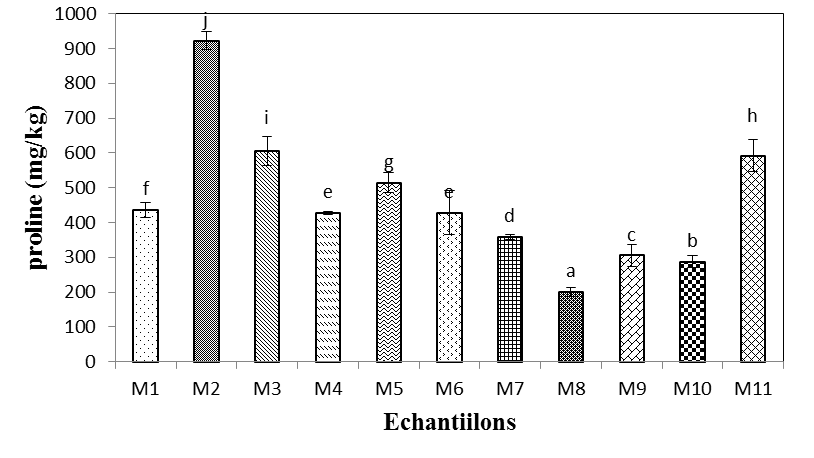 proline (mg/kg)
1000
900
800
700
600
500
400
300
200
100
0
f
j
i
e
g
e
d
a
c
b
h
M1 M2 M3 M4 M5 M6 M7 M8 M9 M10 M11
Echantiilons